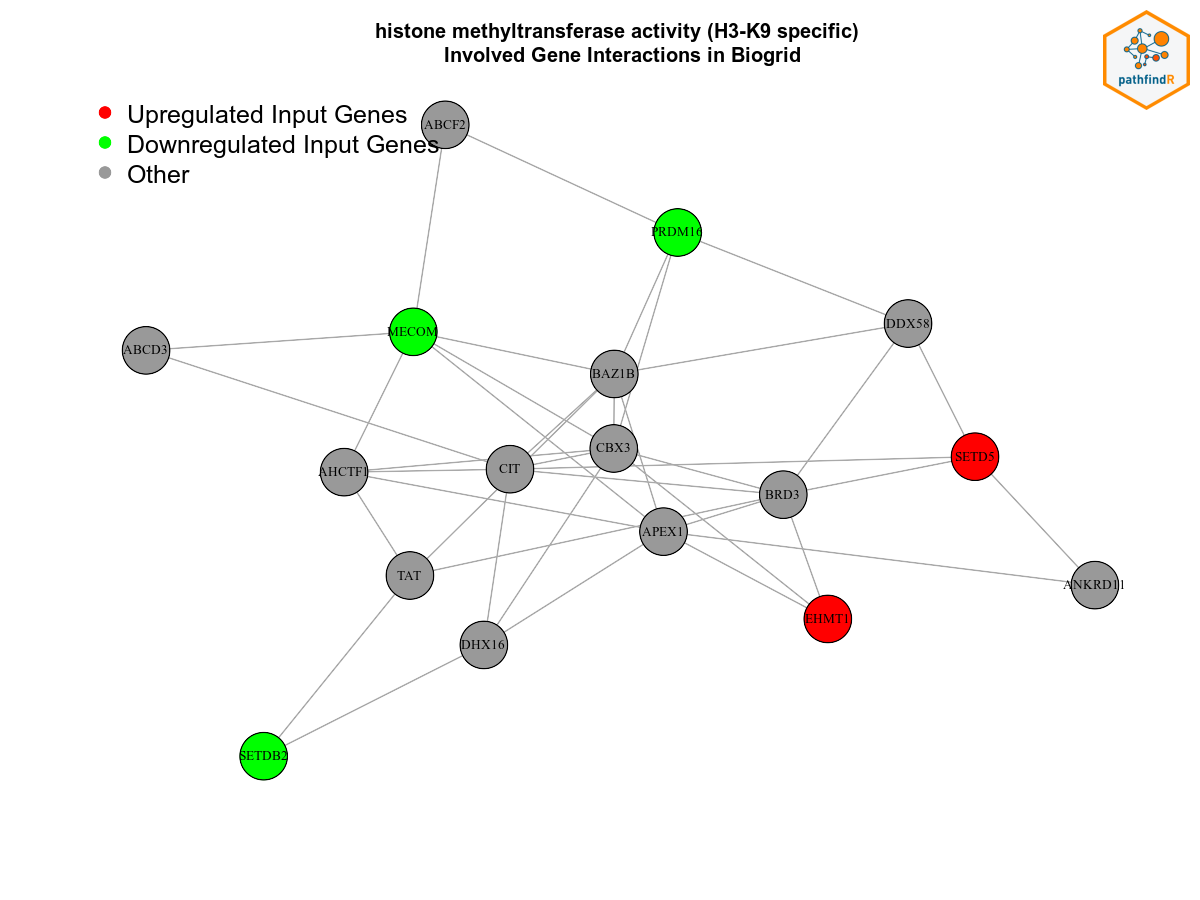 histone methyltransferase activity (H3-K9 specific)
Involved Gene Interactions in Biogrid
pathfindR
Upregulated Input Genes
Downregulated Input Genes
Other
ABCF2
PRDM16
DDX58
MECOM
ABCD3
BAZ1B
CBX3
SETD5
CIT
AHCTF1
BRD3
APEX1
TAT
ANKRD11
EHMT1
DHX16
SETDB2